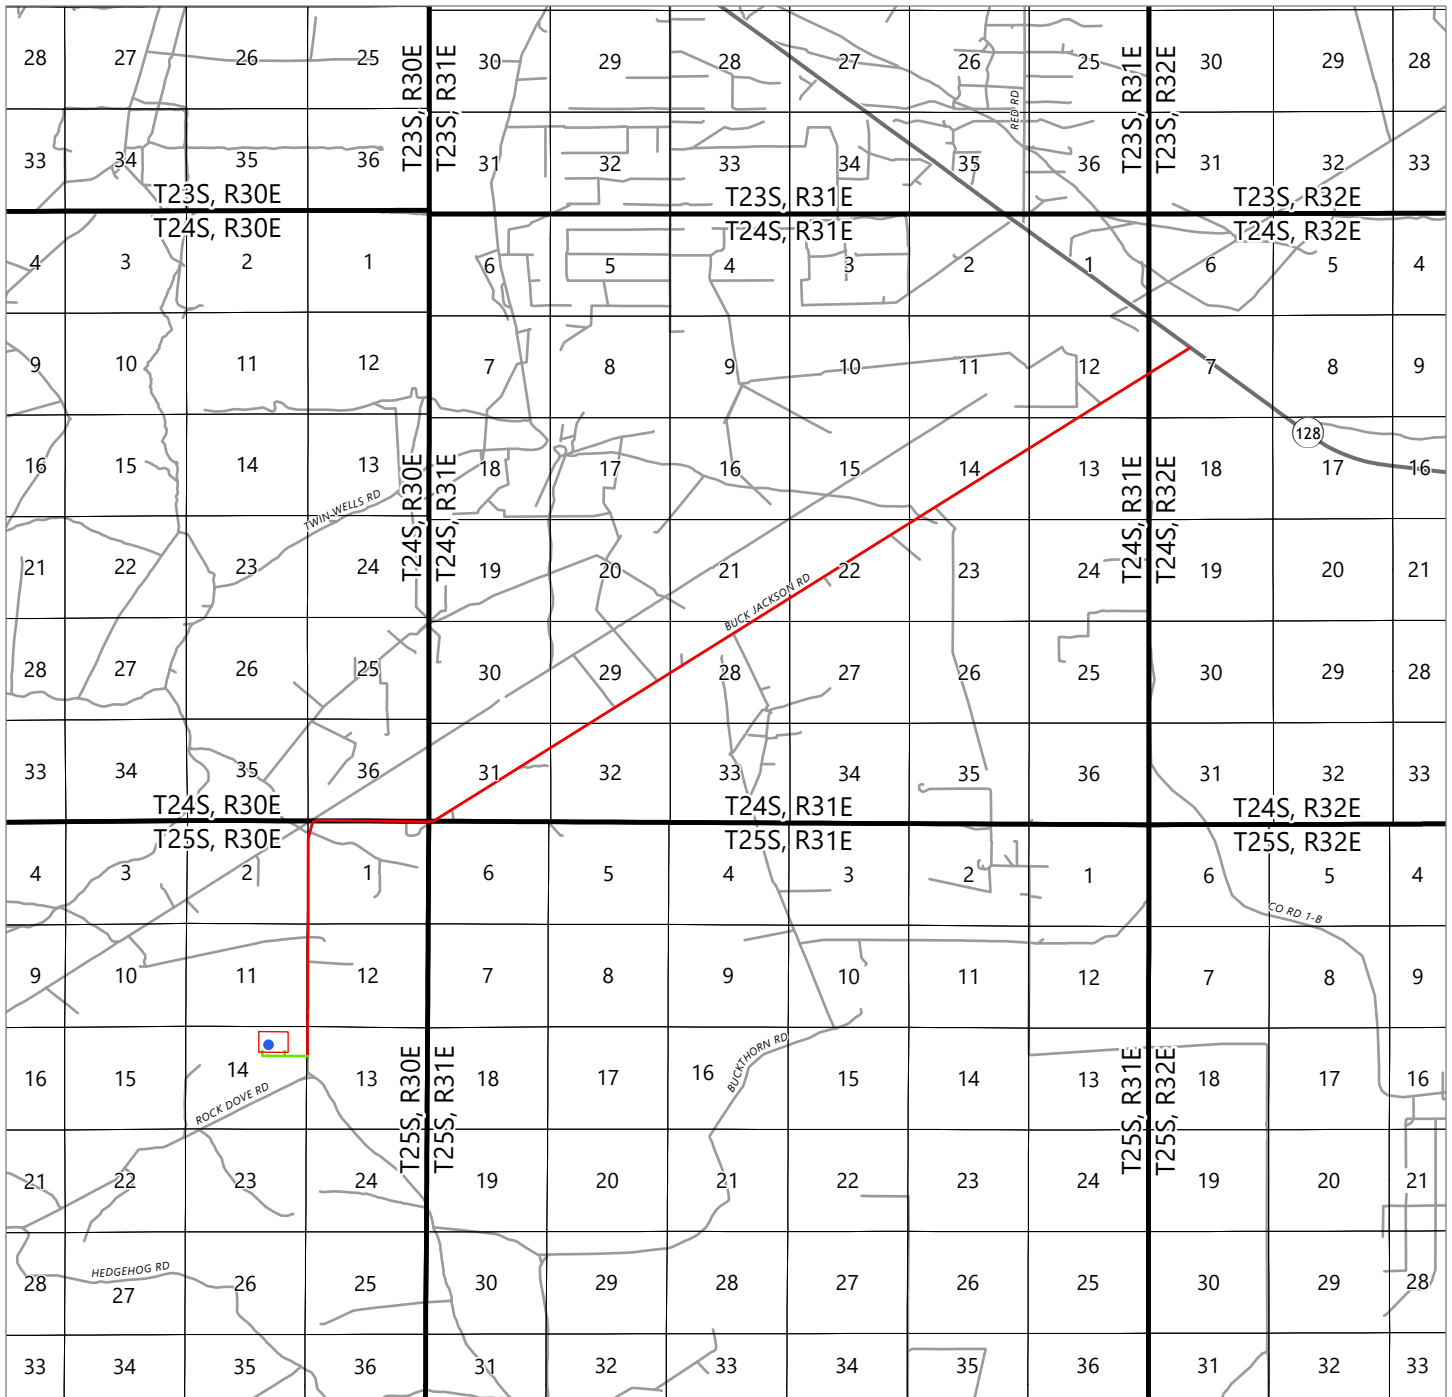 28 27 26 25 30 29 28 27 26 25 30 29 28
T23S, R30E
T23S, R31E
RED RD
T23S, R31E
T23S, R32E
33 34 35 36 31 32 33 34 35 36 31 32 33
T23S, R30E T23S, R31E T23S, R32E
T24S, R30E T24S, R31E T24S, R32E
4 3 2 1 6 5 4 3 2 1 6 5 4
9 10 11 12 7 8 9 10 11 12 7 8 9
128
16 15 14 13 18 17 16 15 14 13 18 17 16
TWIN WELLS RD
T24S, R30E
T24S, R31E
T24S, R31E
T24S, R32E
21 22 23 24 19 20 21 22 23 24 19 20 21
BUCK JACKSON RD
28 27 26 25 30 29 28 27 26 25 30 29 28
33 34 35 36 31 32 33 34 35 36 31 32 33
T24S, R30E T24S, R31E T24S, R32E
T25S, R30E T25S, R31E T25S, R32E
4 3 2 1 6 5 4 3 2 1 6 5 4
CO RD 1-B
9 10 11 12 7 8 9 10 11 12 7 8 9
16 15 14 13 18 17 16 15 14 13 18 17 16
BUCKTHORN RD
ROCK DOVE RD
T25S, R30E
T25S, R31E
T25S, R31E
T25S, R32E
21 22 23 24 19 20 21 22 23 24 19 20 21
HEDGEHOG RD
28 27 26 25 30 29 28 27 26 25 30 29 28
33 34 35 36 31 32 33 34 35 36 31 32 33